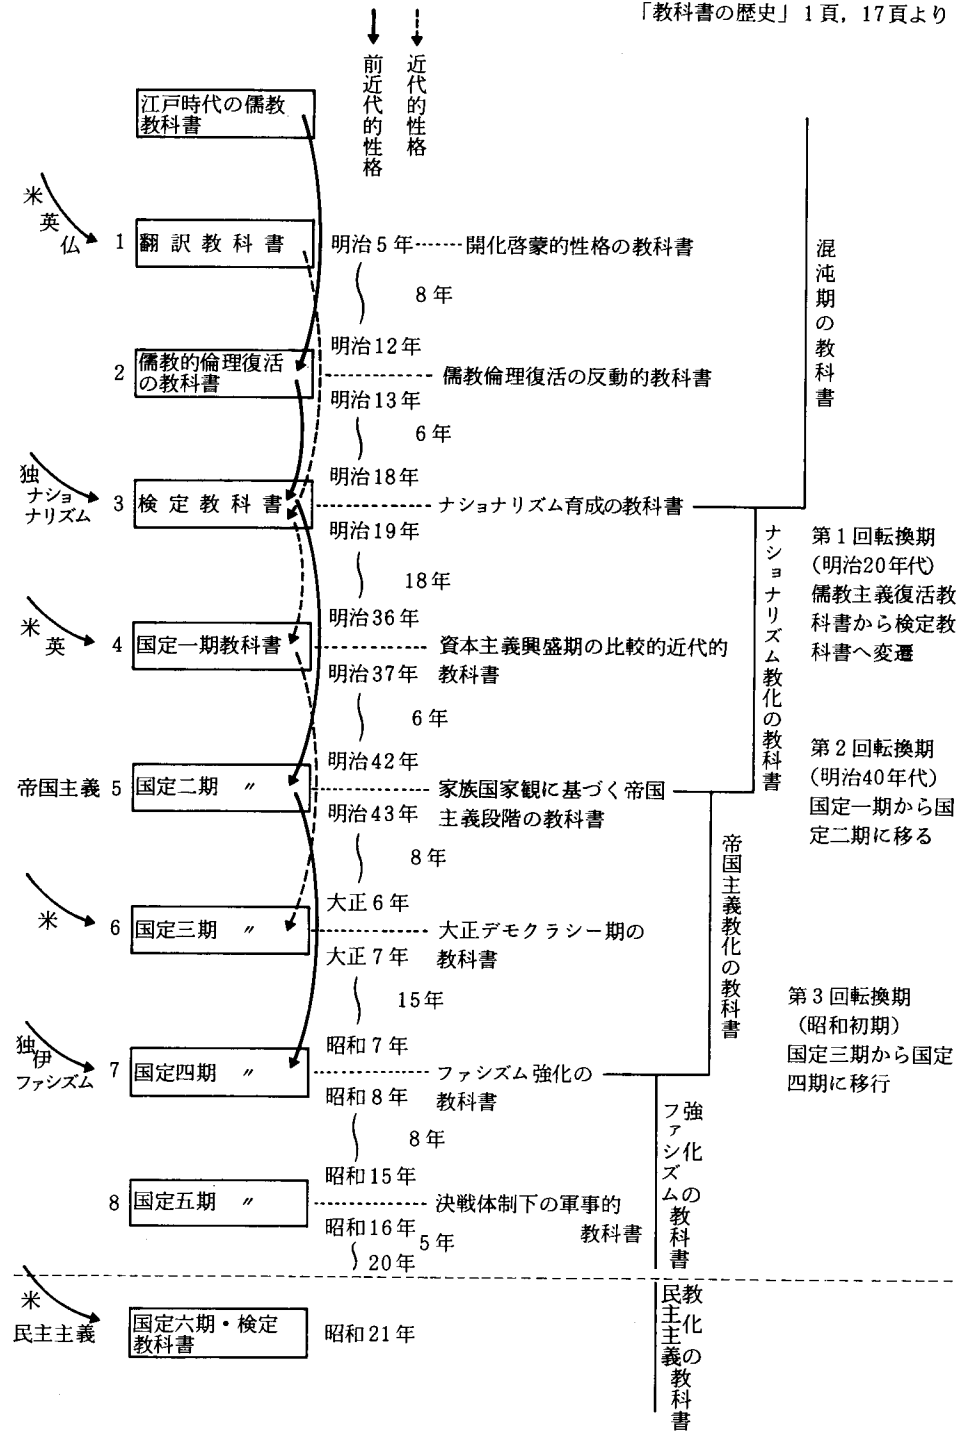 「教科書の歴史」1頁，17頁より
前近代的性格
近代的性格
江戸時代の儒教
教科書
米
英
仏
1
翻訳教科書
明治5年
開化啓蒙的性格の教科書
8年
明治12年
2
儒教的倫理復活
の教科書
儒教倫理復活の反動的教科書
明治13年
6年
明治18年
混沌期の教科書
独
ナショ
ナリズム
3
検定教科書
ナショナリズム育成の教科書
明治19年
18年
明治36年
ナショナリズム教化の教科書
第1回転換期
(明治20年代)
儒教主義復活教
科書から検定教
科書へ変遷
米
英
4
国定一期教科書
資本主義興盛期の比較的近代的
教科書
明治37年
6年
明治42年
帝国主義
5
国定二期 〃
家族国家観に基づく帝国
主義段階の教科書
明治43年
8年
大正6年
第2回転換期
(明治40年代)
国定一期から国
定二期に移る
帝国主義教化の教科書
米
6
国定三期 〃
大正デモクラシー期の
教科書
大正7年
15年
昭和7年
第3回転換期
(昭和初期)
国定三期から国定
四期に移行
独
伊
ファシズム
7
国定四期 〃
ファシズム強化の
教科書
昭和8年
8年
昭和15年
ファシズム
強化の教科書
8
国定五期 〃
決戦体制下の軍事的
教科書
昭和16年
5年
20年
米
民主主義
国定六期・検定
教科書
昭和21年
民主主義
教化の教科書